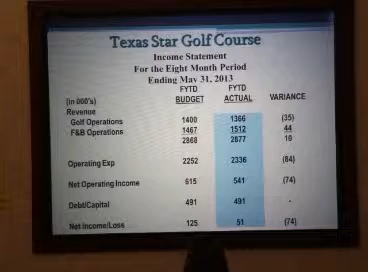 Texas Star Golf Course
Income Statement
For the Eight Month Period
Ending May 31, 2013
FYTD FYTD
(in 000's) BUDGET ACTUAL VARIANCE
Revenue
Golf Operations 1400 1366 (35)
F&B Operations 1467 1512 44
2868 2877 10
Operating Exp 2252 2336 (84)
Net Operating Income 615 541 (74)
Debt/Capital 491 491 -
Net Income/Loss 125 51 (74)